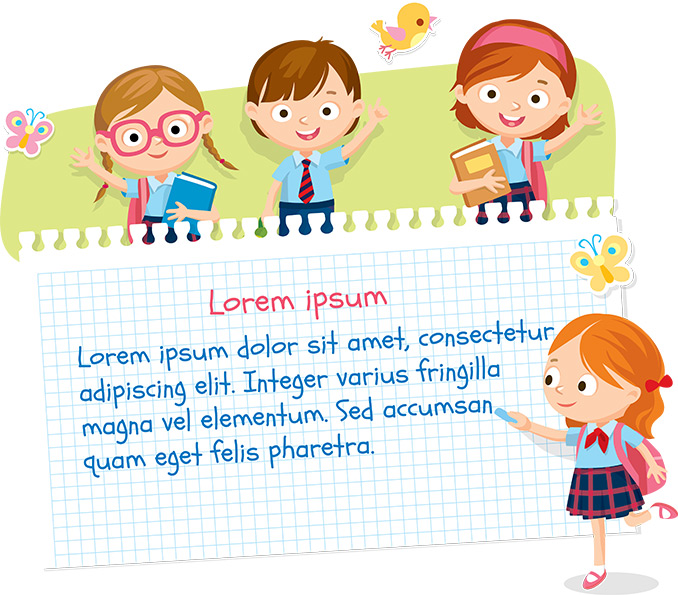 Lorem ipsum
Lorem ipsum dolor sit amet, consectetur
adipiscing elit. Integer varius fringilla
magna vel elementum. Sed accumsan
quam eget felis pharetra.